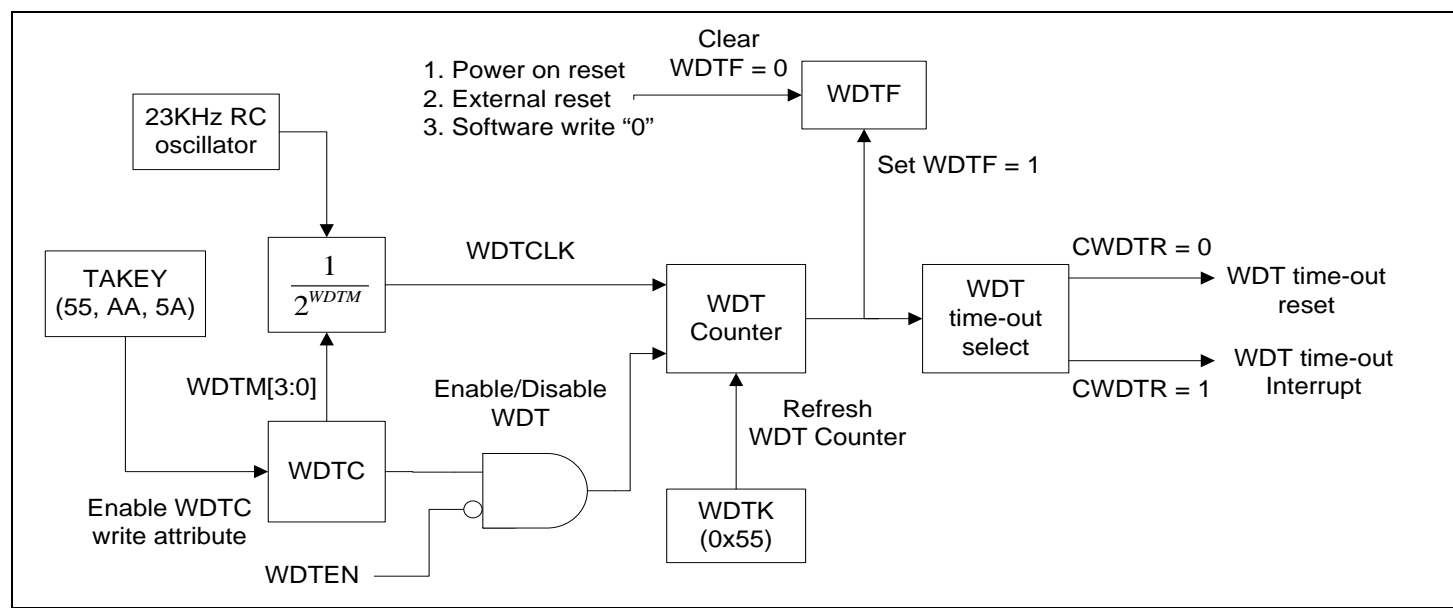 Clear
WDTF = 0
1. Power on reset
2. External reset
3. Software write “0”
WDTF
23KHz RC
oscillator
Set WDTF = 1
TAKEY
(55, AA, 5A)
1
2^WDTM
WDTCLK
WDT
Counter
WDT
time-out
select
CWDTR = 0
WDT time-out
reset
CWDTR = 1
WDT time-out
Interrupt
WDTM[3:0]
Enable/Disable
WDT
Refresh
WDT Counter
WDTC
Enable WDTC
write attribute
WDTK
(0x55)
WDTEN